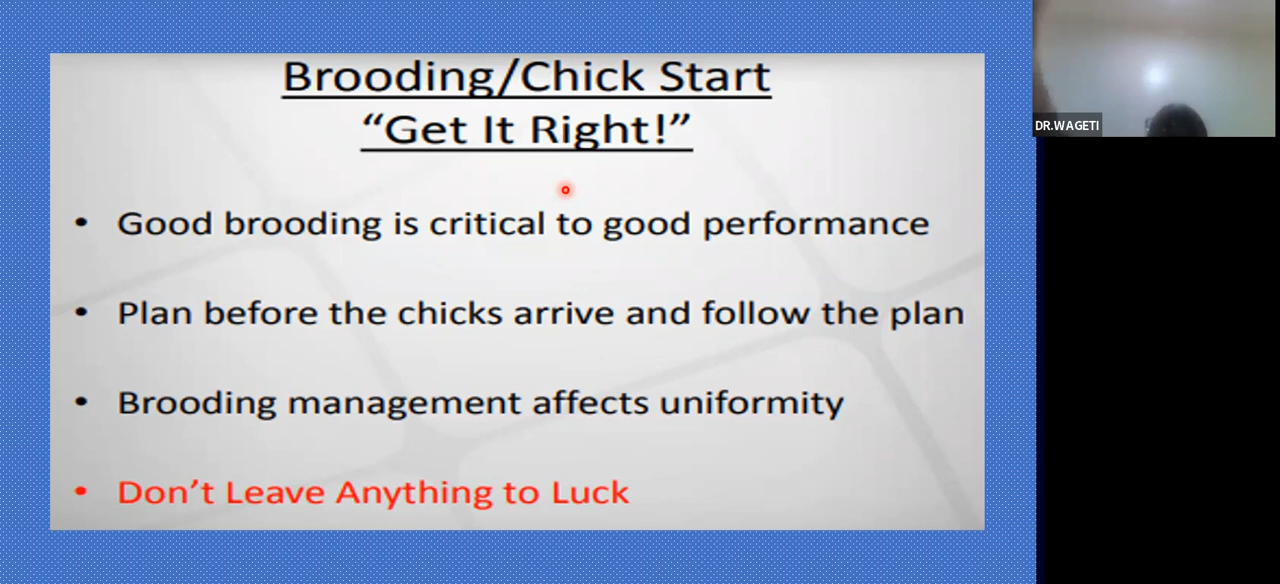 Brooding/Chick Start
“Get It Right!”
• Good brooding is critical to good performance
• Plan before the chicks arrive and follow the plan
• Brooding management affects uniformity
• Don’t Leave Anything to Luck
DR.WAGETI